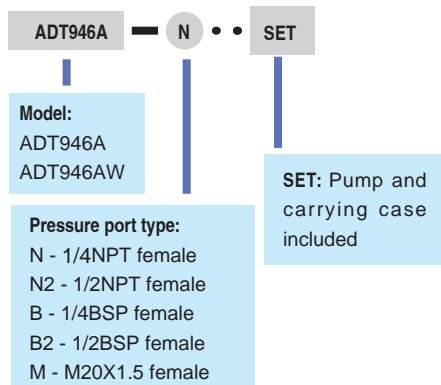 ADT946A — N • • SET
Model:
ADT946A
ADT946AW
Pressure port type:
N - 1/4NPT female
N2 - 1/2NPT female
B - 1/4BSP female
B2 - 1/2BSP female
M - M20X1.5 female
SET: Pump and
carrying case
included